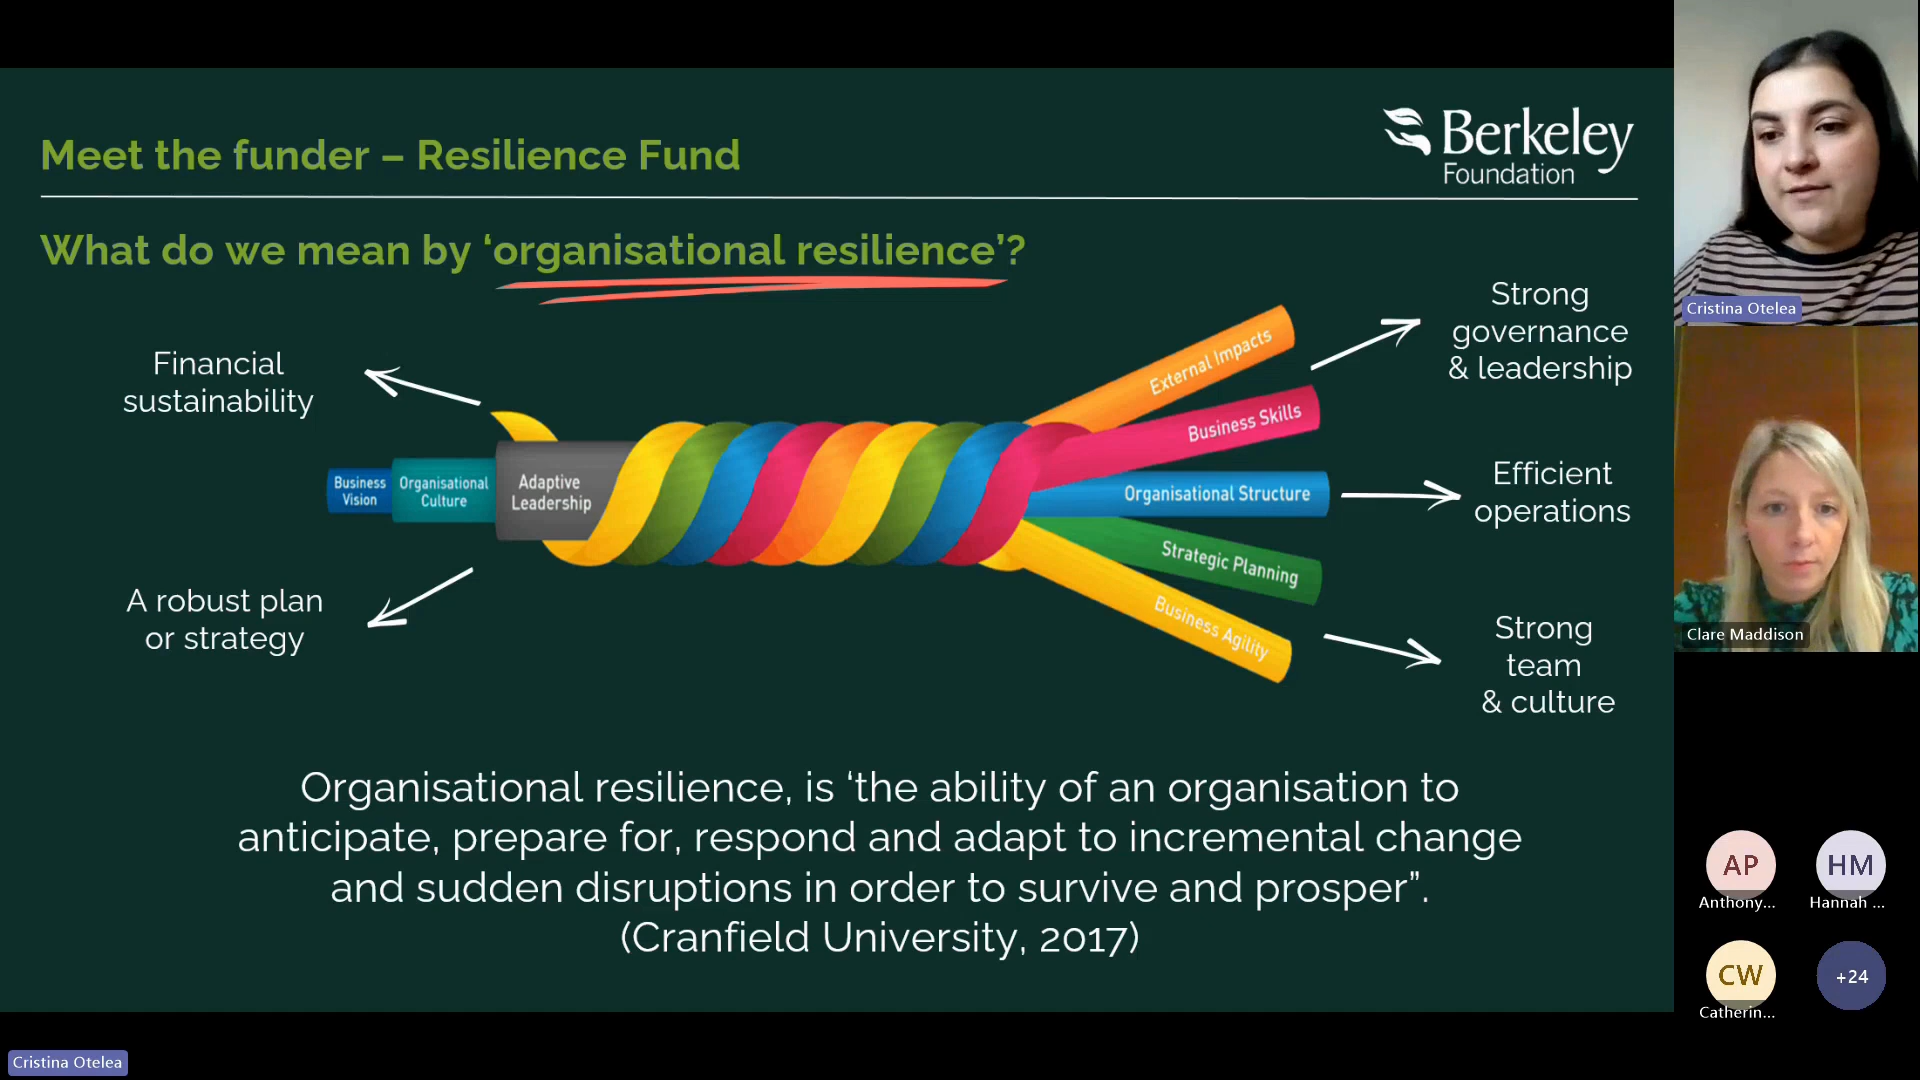 Meet the funder – Resilience Fund
Berkeley
Foundation
What do we mean by ‘organisational resilience’?
Financial
sustainability
A robust plan
or strategy
Business
Vision
Organisational
Culture
Adaptive
Leadership
External Impacts
Business Skills
Organisational Structure
Strategic Planning
Business Agility
Strong
governance
& leadership
Efficient
operations
Strong
team
& culture
Organisational resilience, is ‘the ability of an organisation to
anticipate, prepare for, respond and adapt to incremental change
and sudden disruptions in order to survive and prosper”.
(Cranfield University, 2017)
Cristina Otelea
Clare Maddison
AP
Anthony...
HM
Hannah ...
CW
Catherin...
+24
Cristina Otelea